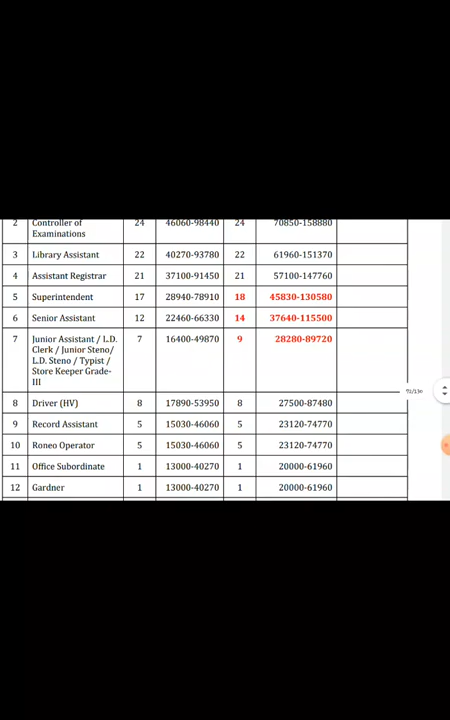 2 Controller of 24 46060-98440 24 70850-158880
Examinations
3 Library Assistant 22 40270-93780 22 61960-151370
4 Assistant Registrar 21 37100-91450 21 57100-147760
5 Superintendent 17 28940-78910 18 45830-130580
6 Senior Assistant 12 22460-66330 14 37640-115500
7 Junior Assistant / L.D. 7 16400-49870 9 28280-89720
Clerk / Junior Steno/
L.D. Steno / Typist /
Store Keeper Grade-
III
8 Driver (HV) 8 17890-53950 8 27500-87480
9 Record Assistant 5 15030-46060 5 23120-74770
10 Roneo Operator 5 15030-46060 5 23120-74770
11 Office Subordinate 1 13000-40270 1 20000-61960
12 Gardner 1 13000-40270 1 20000-61960